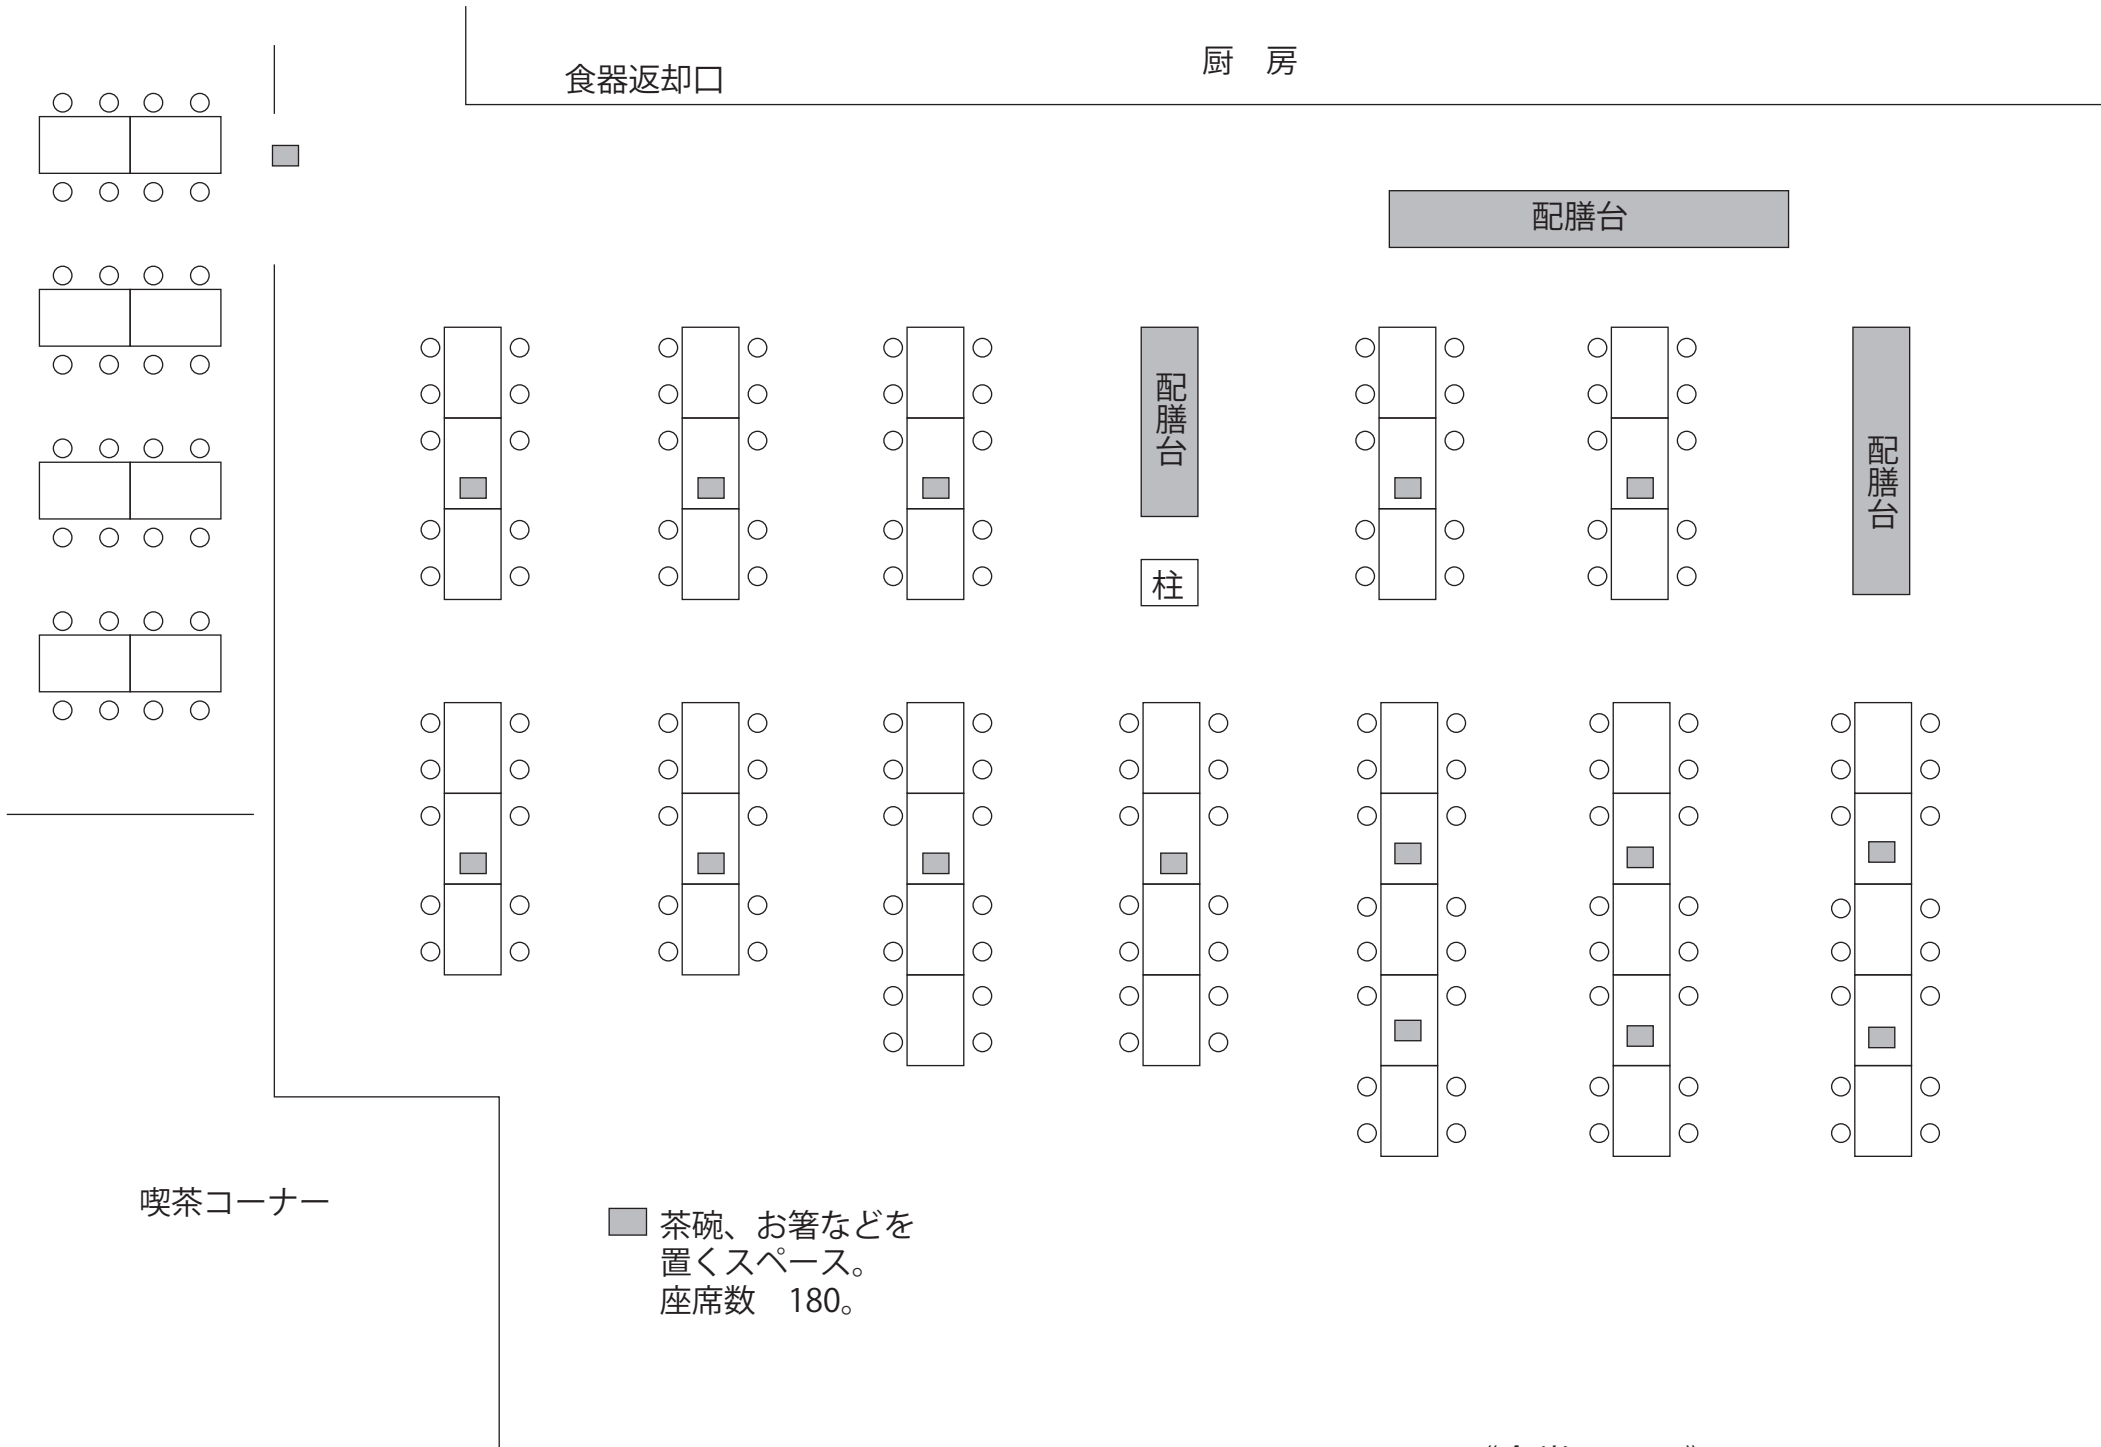 食器返却口
厨　房
配膳台
配膳台
配膳台
柱
喫茶コーナー
茶碗、お箸などを
置くスペース。
座席数　180。